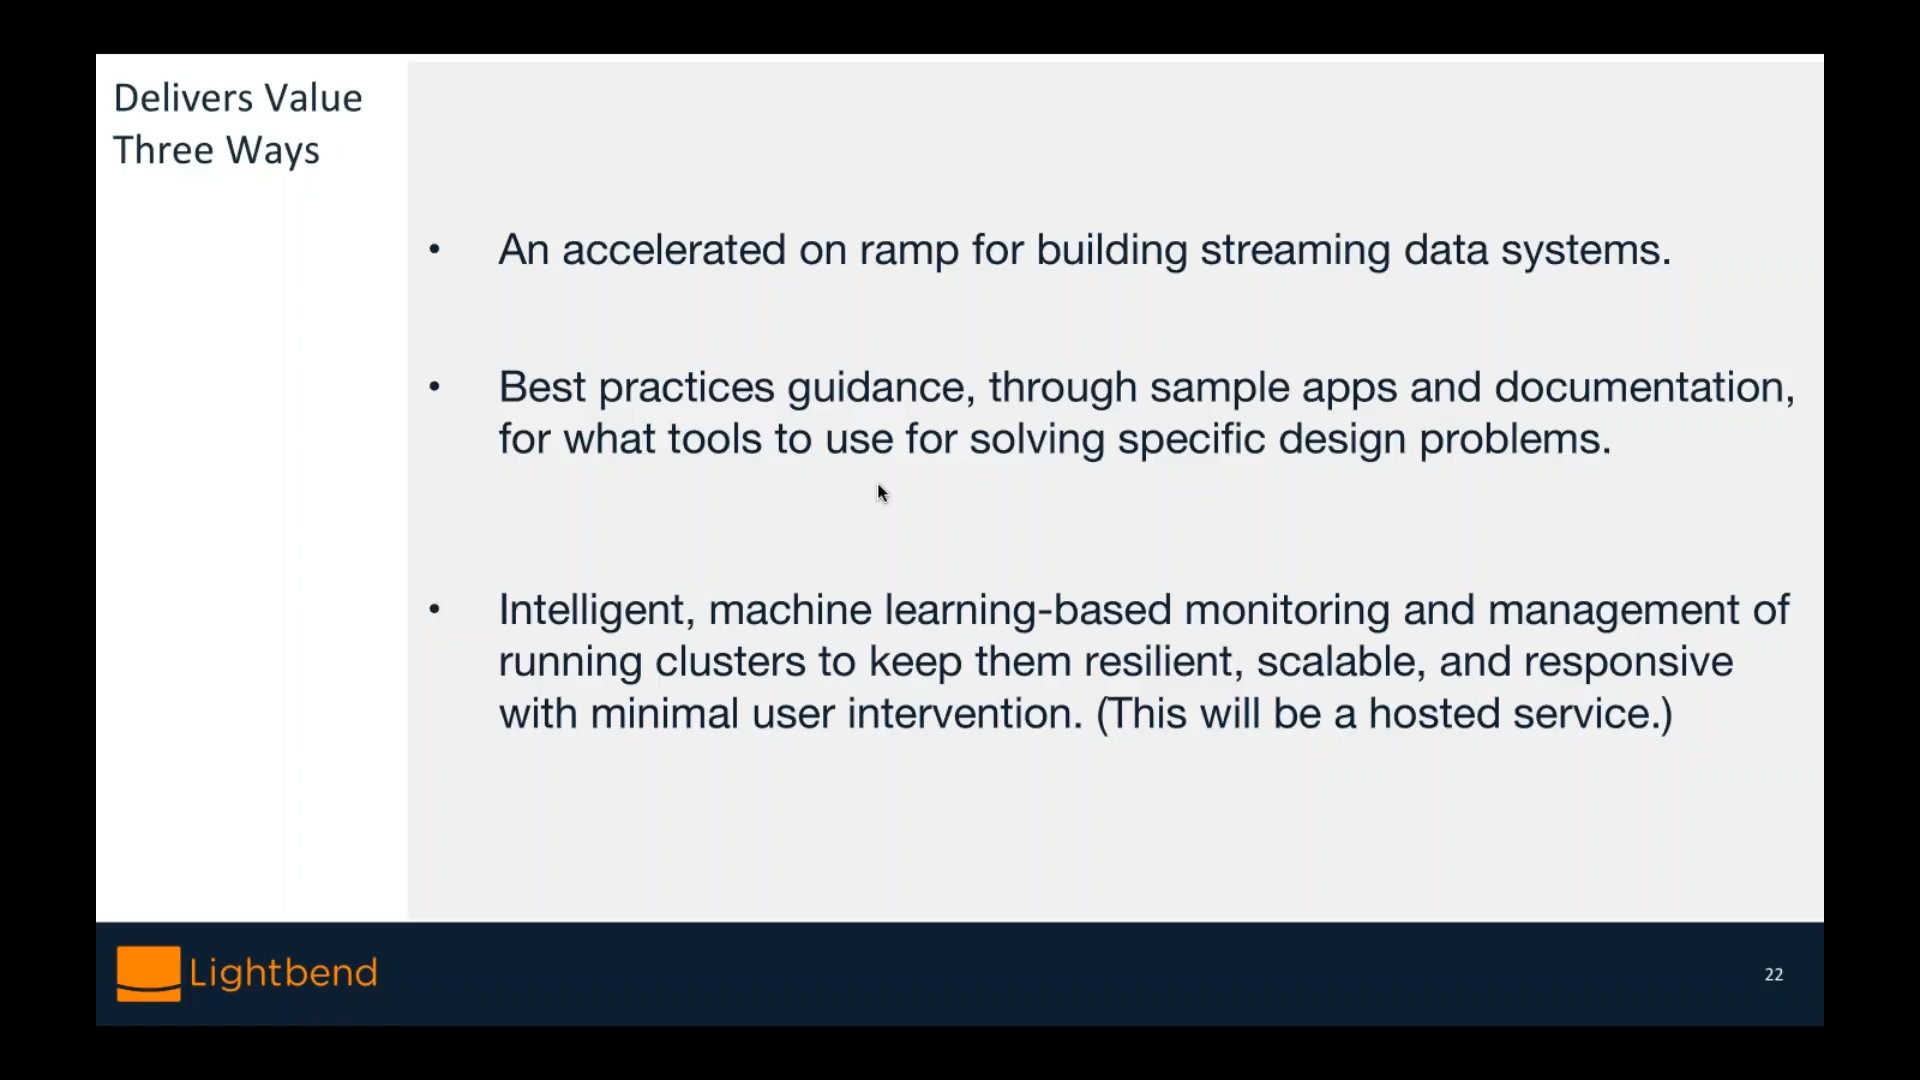 Delivers Value
Three Ways
• An accelerated on ramp for building streaming data systems.
• Best practices guidance, through sample apps and documentation,
for what tools to use for solving specific design problems.
• Intelligent, machine learning-based monitoring and management of
running clusters to keep them resilient, scalable, and responsive
with minimal user intervention. (This will be a hosted service.)
Lightbend
22